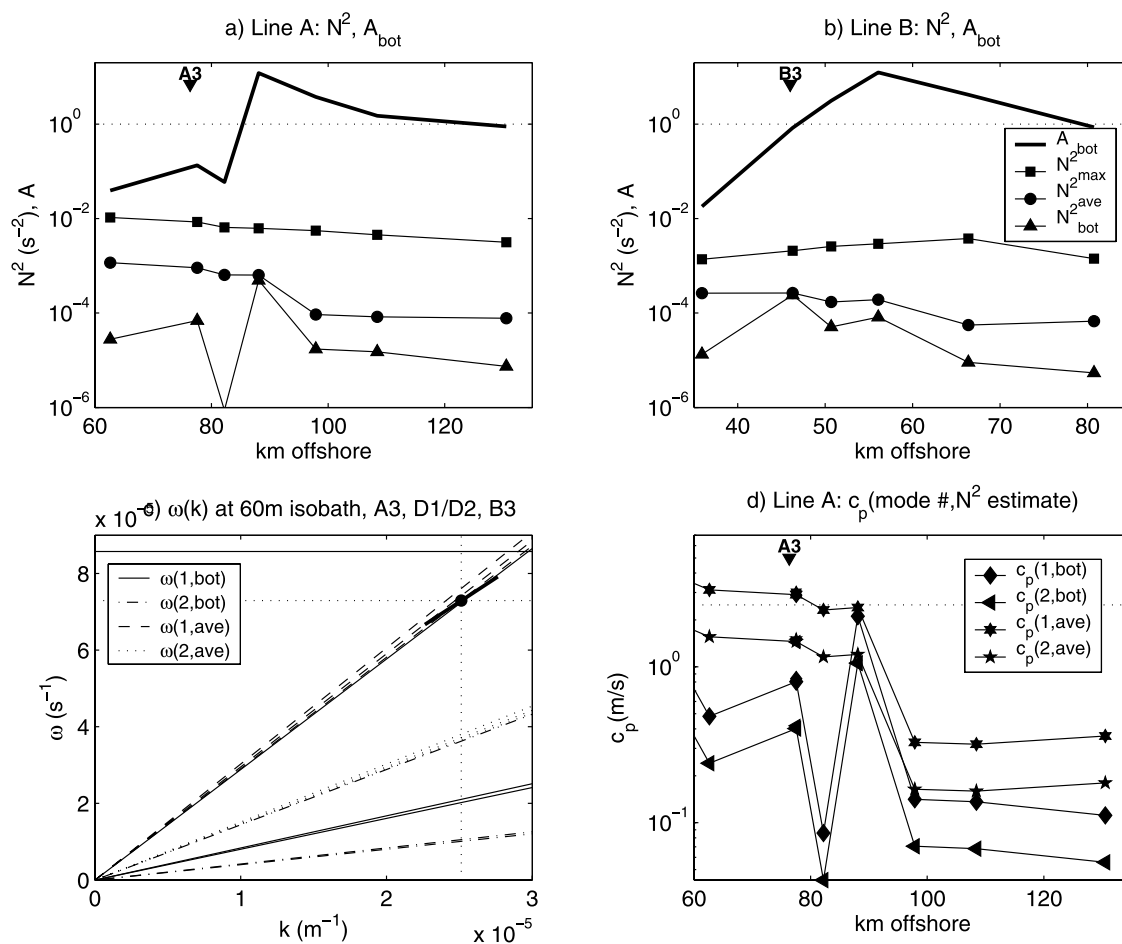 a) Line A: N², A_bot
A3
10⁰
10⁻²
10⁻⁴
10⁻⁶
N² (s⁻²), A
60 80 100 120
km offshore
b) Line B: N², A_bot
B3
A_bot
N²_max
N²_ave
N²_bot
10⁰
10⁻²
10⁻⁴
10⁻⁶
N² (s⁻²), A
40 50 60 70 80
km offshore
c) ω(k) at 60m isobath, A3, D1/D2, B3
x 10⁻⁵
ω(1,bot)
ω(2,bot)
ω(1,ave)
ω(2,ave)
8
6
4
2
0
ω (s⁻¹)
0 1 2 3
k (m⁻¹)
x 10⁻⁵
d) Line A: c_p(mode #,N² estimate)
A3
c_p(1,bot)
c_p(2,bot)
c_p(1,ave)
c_p(2,ave)
10⁰
10⁻¹
c_p(m/s)
60 80 100 120
km offshore